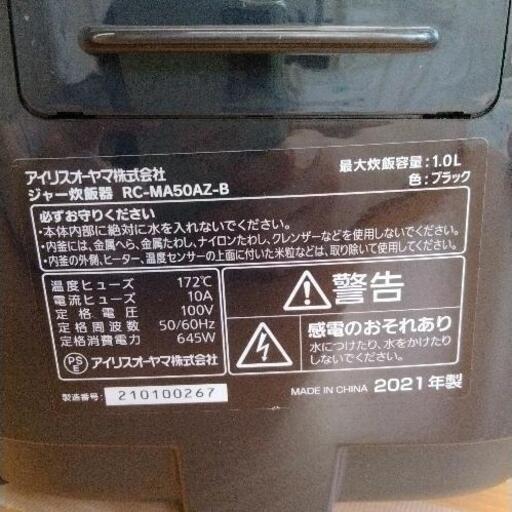 アイリスオーヤマ株式会社
ジャー炊飯器 RC-MA50AZ-B
最大炊飯容量:1.0L
色:ブラック
必ずお守りください
・本体内部に絶対に水を入れないでください。
・内釜には、金属へら、金属たわし、ナイロンたわし、クレンザーなどを使用しないでください。
・内釜の外側、ヒーター、温度センサーの上面に付いた米粒などは、取り除いて使用してください。
温度ヒューズ 172℃
電流ヒューズ 10A
定格電圧 100V
定格周波数 50/60Hz
定格消費電力 645W
PSE アイリスオーヤマ株式会社
製造番号: 210100267
警告
感電のおそれあり
水につけたり、水をかけたり
しないでください。
MADE IN CHINA 2021年製